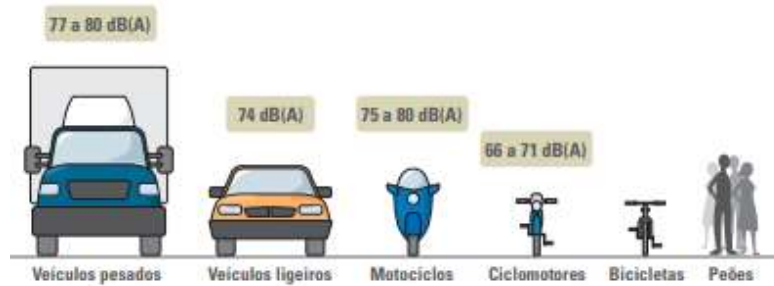 77 a 80 dB(A)
74 dB(A)
75 a 80 dB(A)
66 a 71 dB(A)
Veículos pesados
Veículos ligeiros
Motociclos
Ciclomotores
Bicicletas
Peões